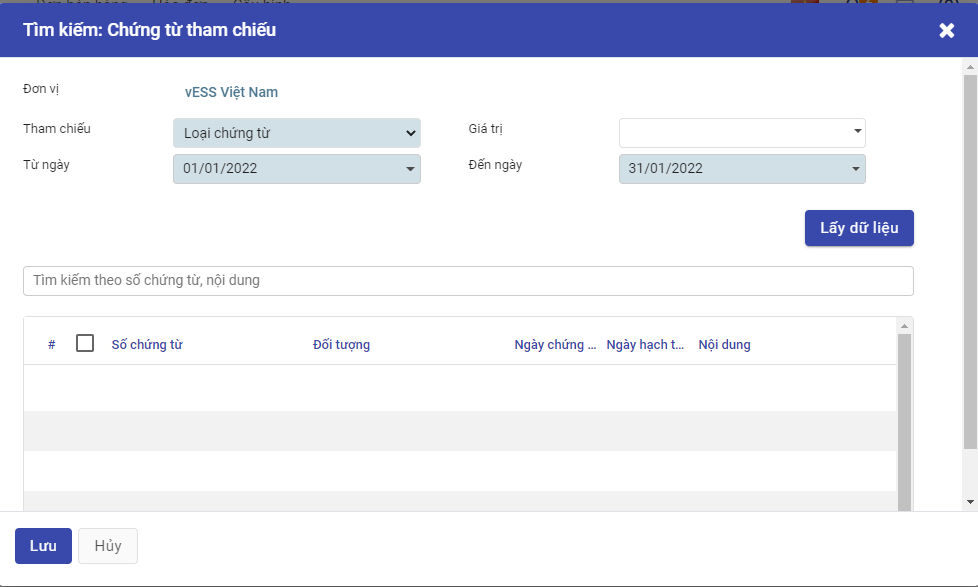 Tìm kiếm: Chứng từ tham chiếu
Đơn vị
vESS Việt Nam
Tham chiếu
Loại chứng từ
Giá trị
Từ ngày
01/01/2022
Đến ngày
31/01/2022
Lấy dữ liệu
Tìm kiếm theo số chứng từ, nội dung
# Số chứng từ Đối tượng Ngày chứng ... Ngày hạch t... Nội dung
Lưu Hủy